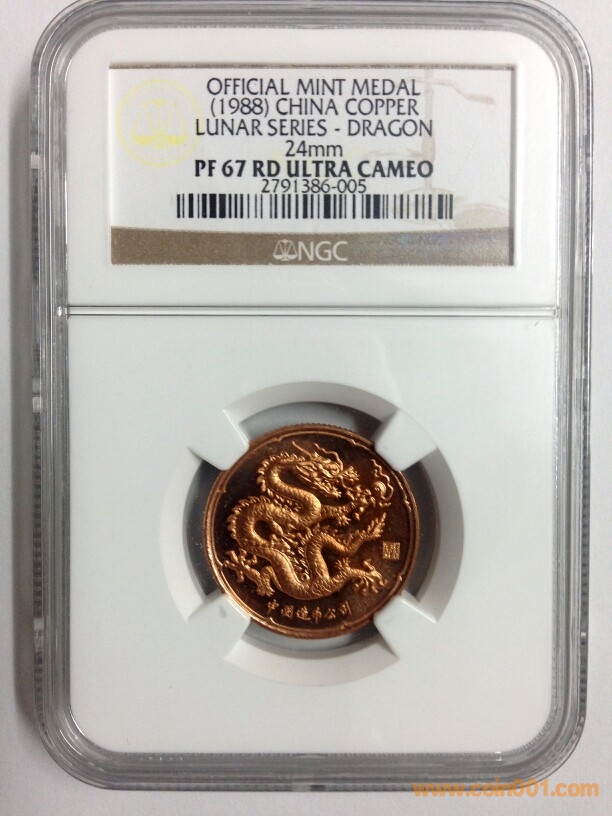 OFFICIAL MINT MEDAL
(1988) CHINA COPPER
LUNAR SERIES - DRAGON
24mm
PF 67 RD ULTRA CAMEO
2791386-005
NGC
中國造币公司
www.coin001.com